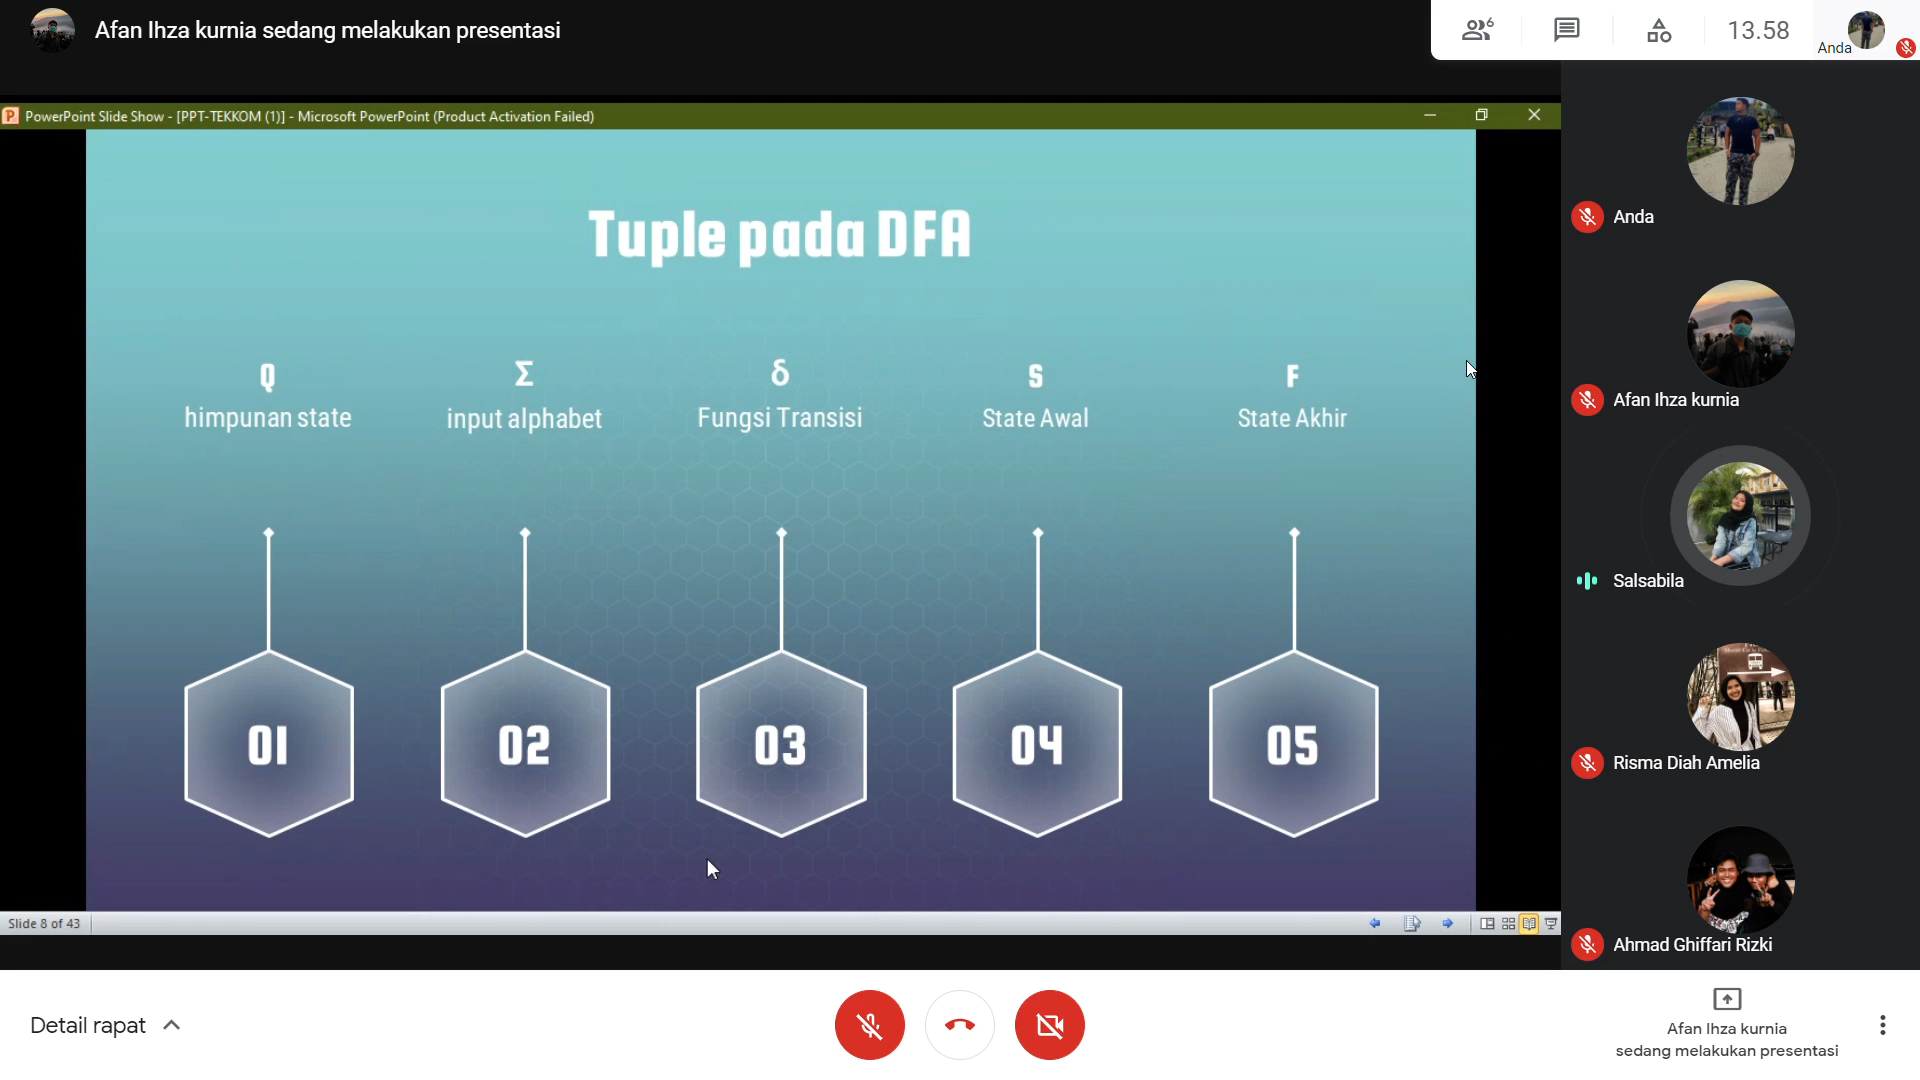 Afan Ihza kurnia sedang melakukan presentasi
6
13.58
Anda
PowerPoint Slide Show - [PPT-TEKKOM (1)] - Microsoft PowerPoint (Product Activation Failed)
Tuple pada DFA
Q
himpunan state
Σ
input alphabet
δ
Fungsi Transisi
S
State Awal
F
State Akhir
01
02
03
04
05
Slide 8 of 43
Anda
Afan Ihza kurnia
Salsabila
Risma Diah Amelia
Ahmad Ghiffari Rizki
Detail rapat
Afan Ihza kurnia
sedang melakukan presentasi